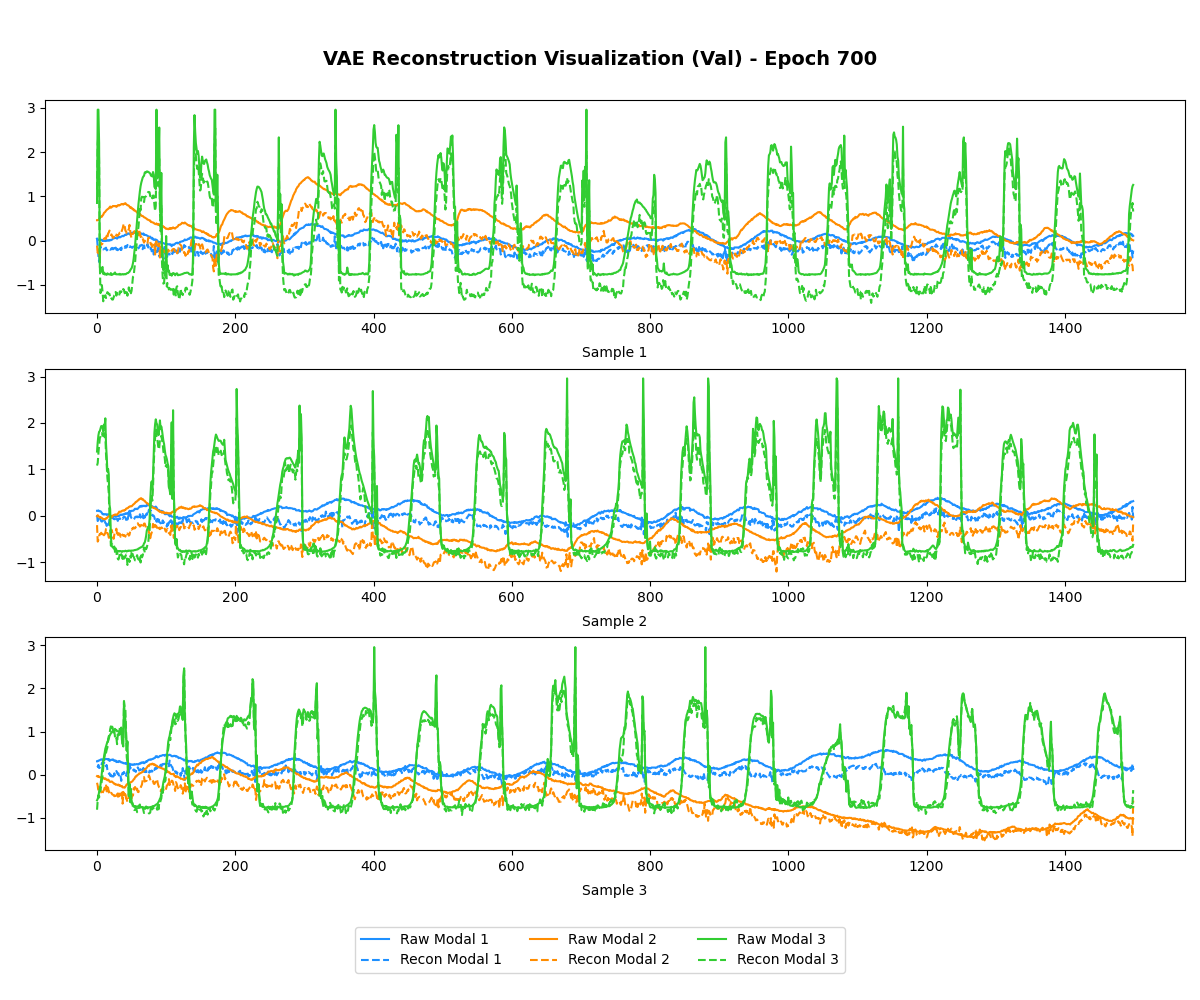 VAE Reconstruction Visualization (Val) - Epoch 700
3
2
1
0
−1
0 200 400 600 800 1000 1200 1400
Sample 1
3
2
1
0
−1
0 200 400 600 800 1000 1200 1400
Sample 2
3
2
1
0
−1
0 200 400 600 800 1000 1200 1400
Sample 3
Raw Modal 1 Raw Modal 2 Raw Modal 3
Recon Modal 1 Recon Modal 2 Recon Modal 3